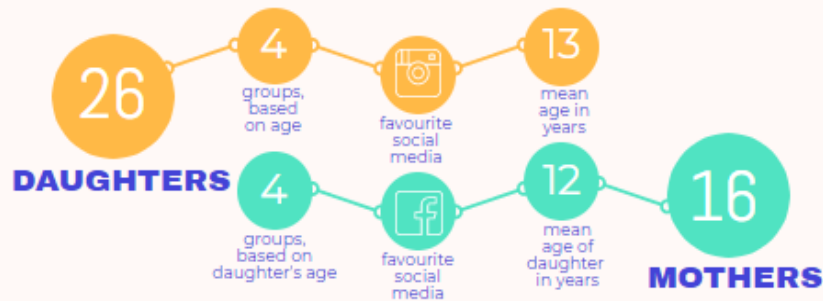 26
DAUGHTERS
4
groups,
based
on age
favourite
social
media
13
mean
age in
years
4
groups,
based on
daughter's age
f
favourite
social
media
12
mean
age of
daughter
in years
16
MOTHERS